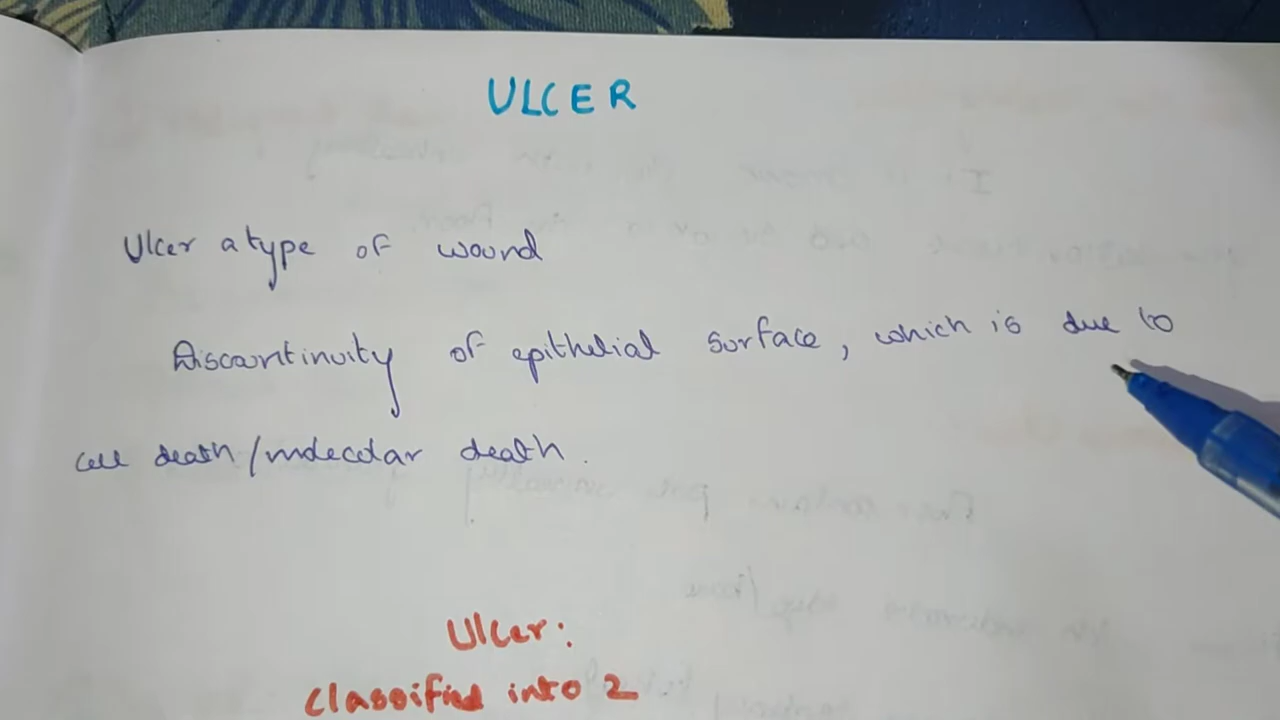 ULCER
Ulcer a type of wound
Discontinuity of epithelial surface, which is due to
cell death/molecular death.
Ulcer:
classified into 2